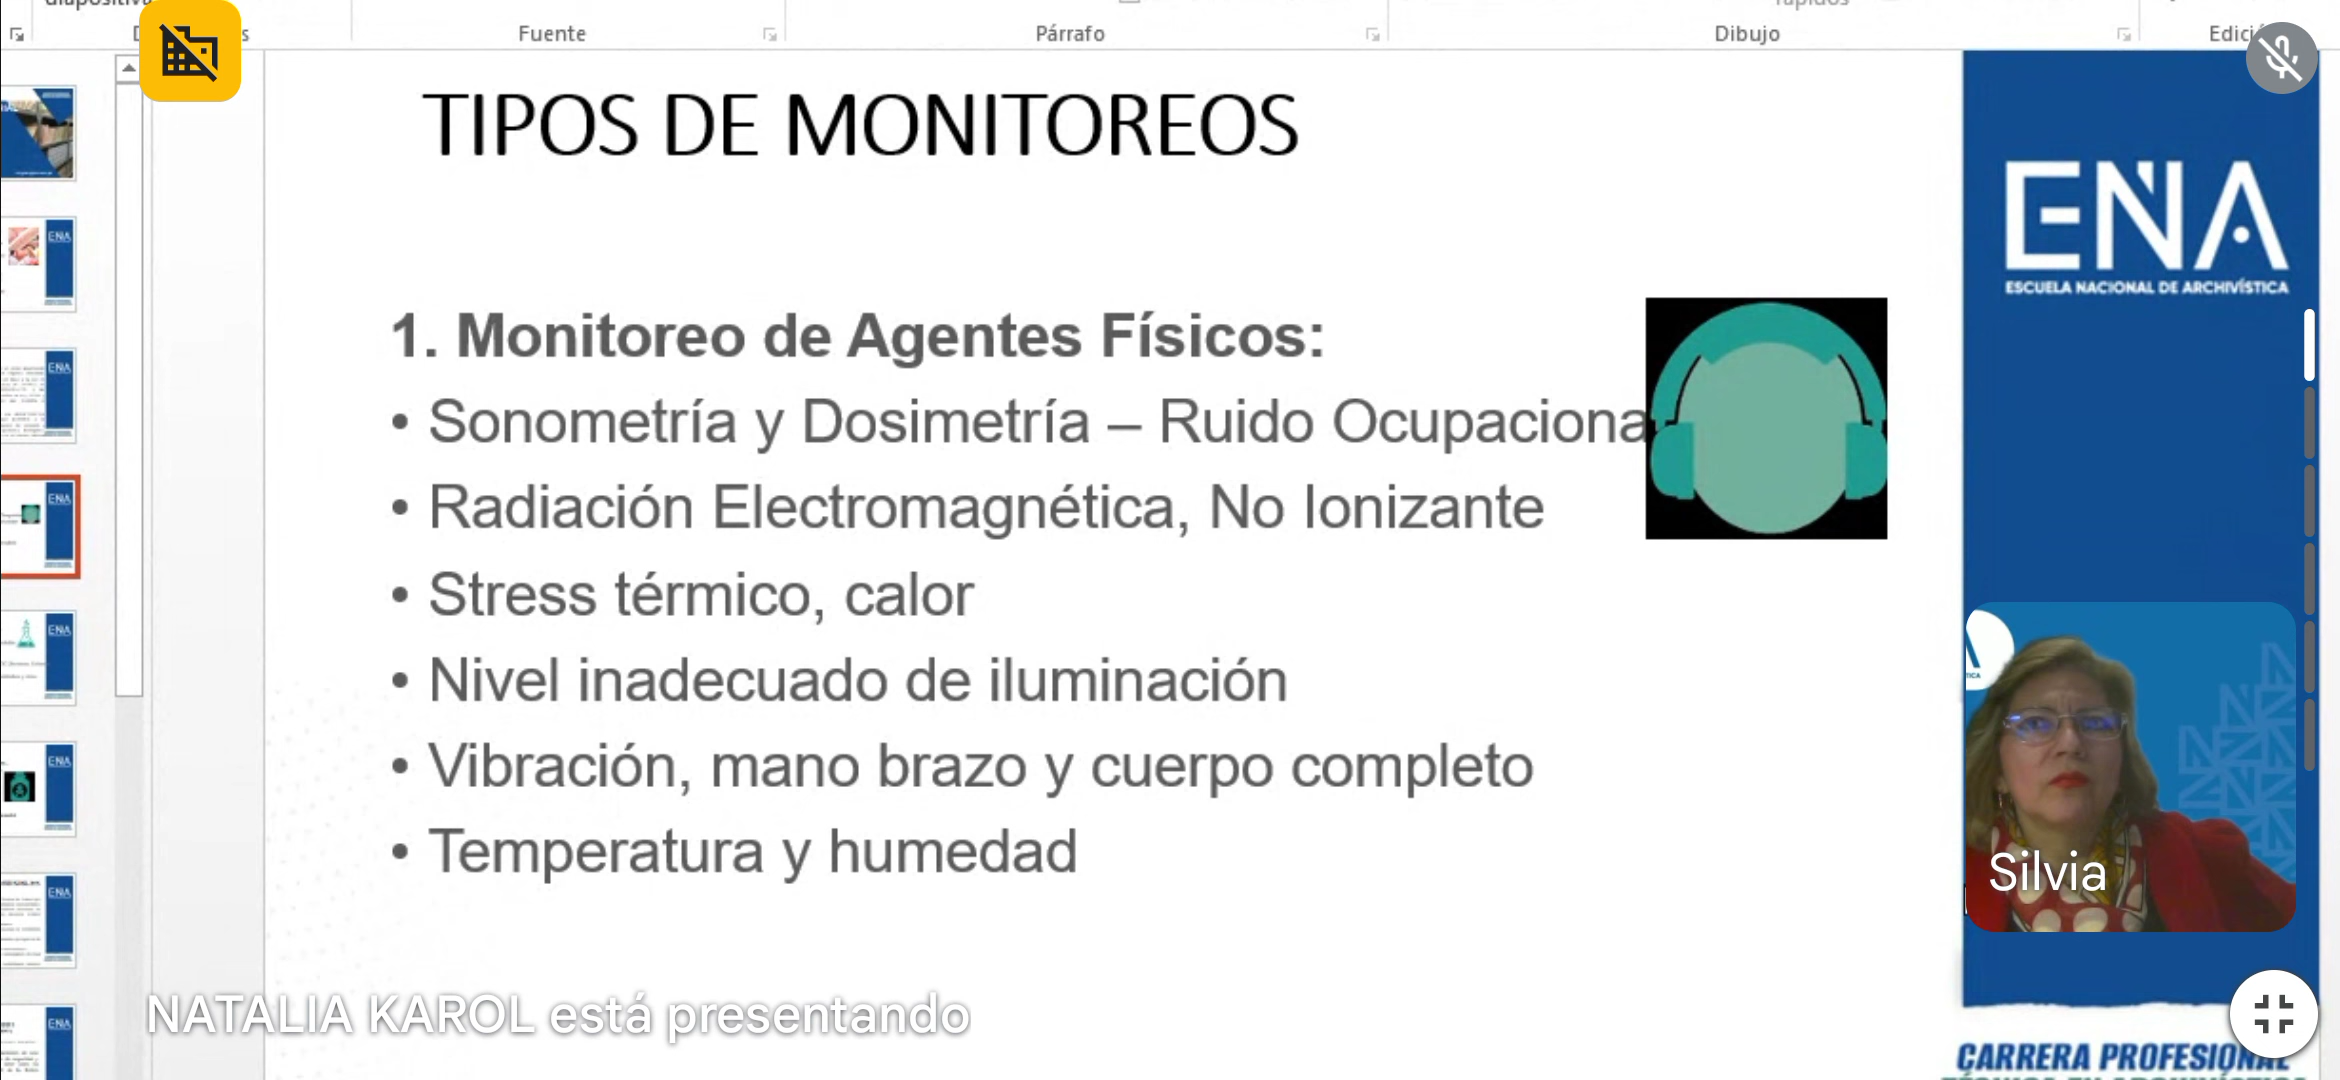 Fuente
Párrafo
Dibujo
TIPOS DE MONITOREOS
ENA
ESCUELA NACIONAL DE ARCHIVÍSTICA
1. Monitoreo de Agentes Físicos:
• Sonometría y Dosimetría – Ruido Ocupaciona
• Radiación Electromagnética, No Ionizante
• Stress térmico, calor
• Nivel inadecuado de iluminación
• Vibración, mano brazo y cuerpo completo
• Temperatura y humedad
Silvia
NATALIA KAROL está presentando
CARRERA PROFESIONAL